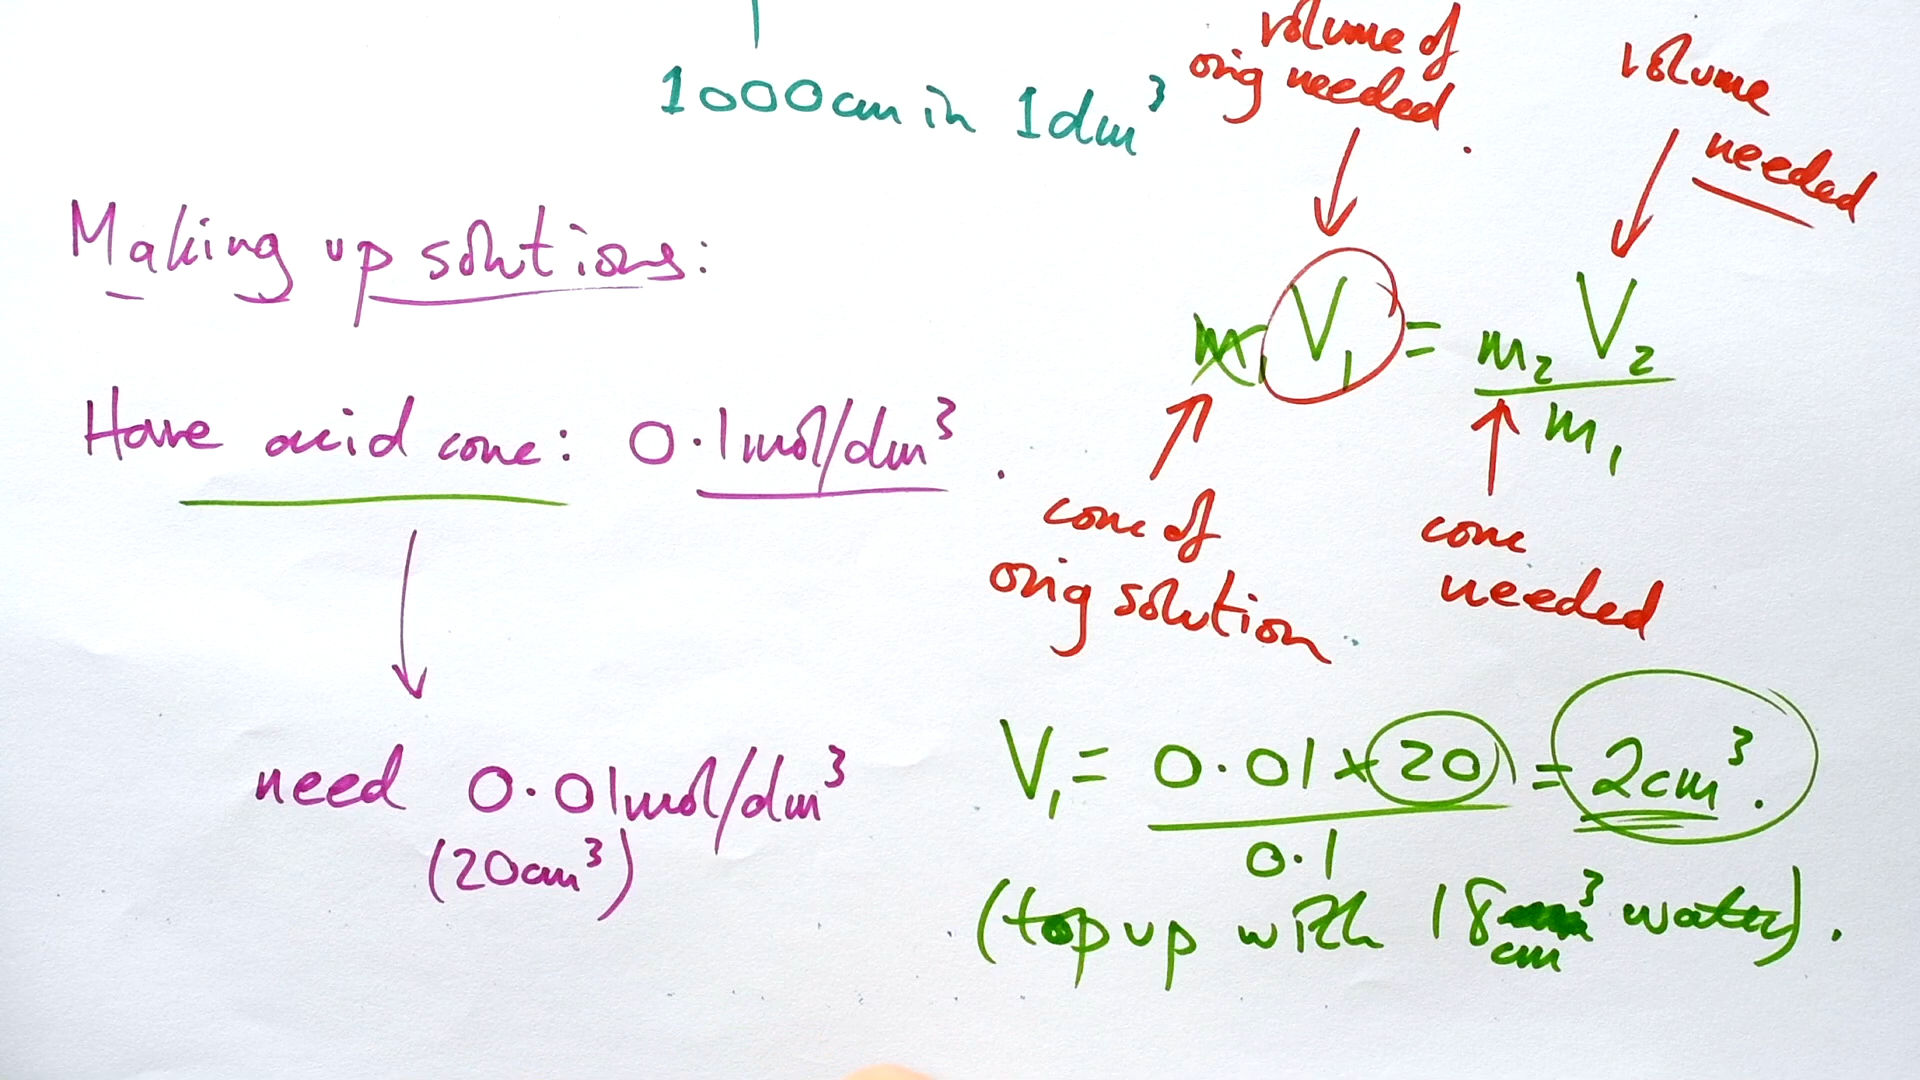 1000cm in 1dm³
Making up solutions:
Have acid conc: 0.1mol/dm³.
need 0.01mol/dm³
(20cm³)
volume of
orig needed.
volume
needed
m₁V₁ = m₂V₂
m₁
conc of
orig solution.
conc
needed
V₁ = 0.01 x 20 = 2cm³.
0.1
(top up with 18cm³ water).